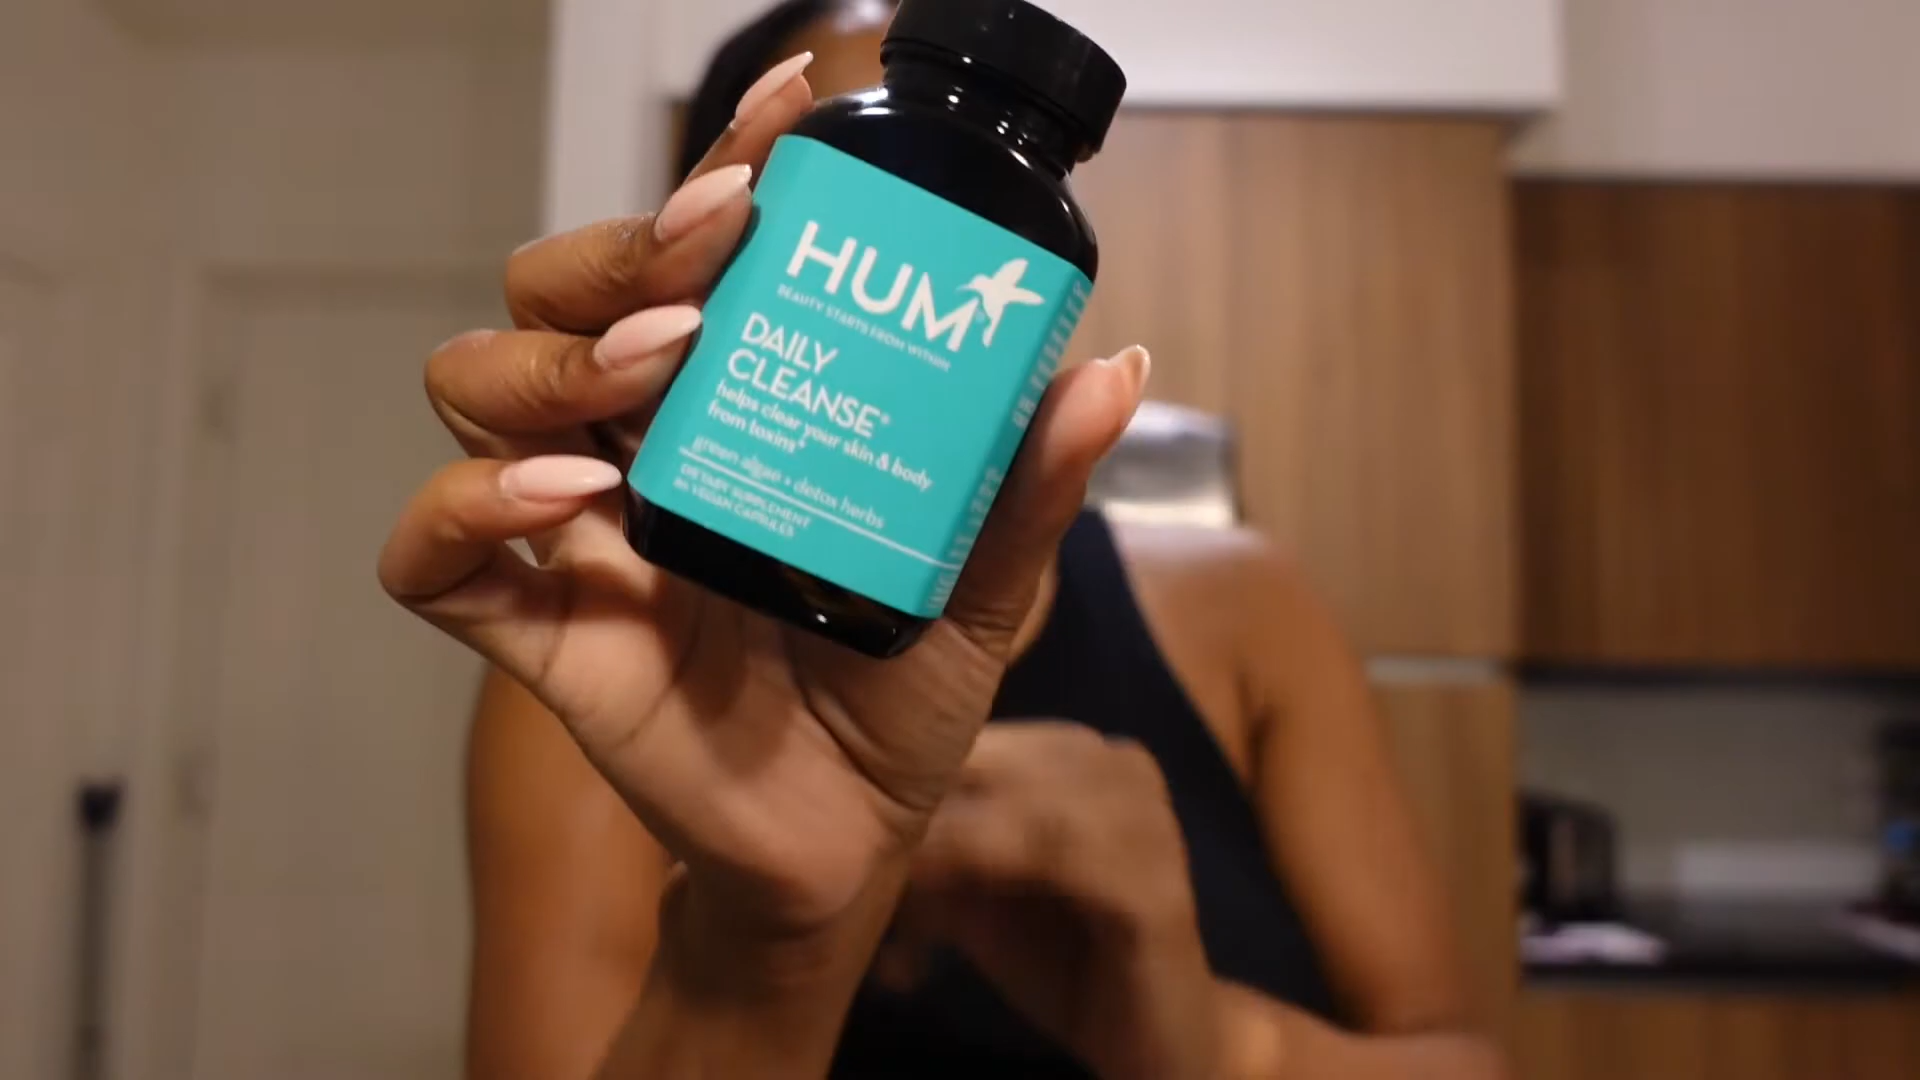 HUM
BEAUTY STARTS FROM WITHIN
DAILY
CLEANSE®
helps clear your skin & body
from toxins*
green algae • detox herbs
DIETARY SUPPLEMENT
VEGAN CAPSULES